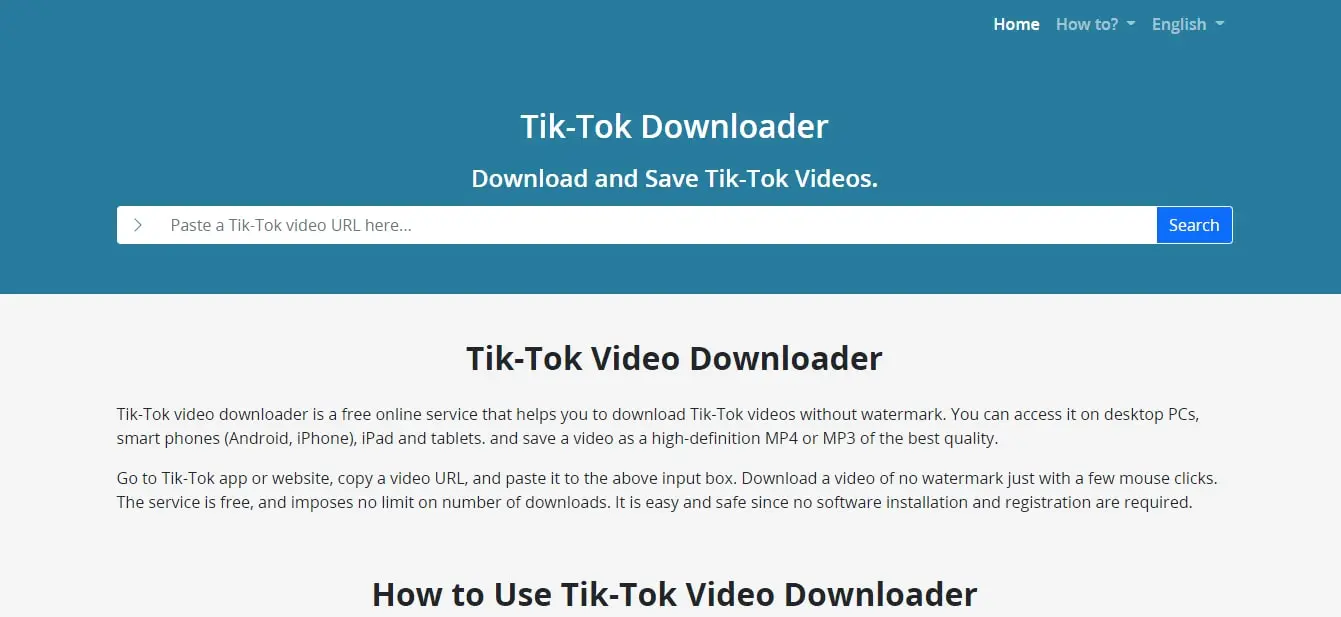 Home How to? English
Tik-Tok Downloader
Download and Save Tik-Tok Videos.
Paste a Tik-Tok video URL here...
Search
Tik-Tok Video Downloader
Tik-Tok video downloader is a free online service that helps you to download Tik-Tok videos without watermark. You can access it on desktop PCs,
smart phones (Android, iPhone), iPad and tablets. and save a video as a high-definition MP4 or MP3 of the best quality.
Go to Tik-Tok app or website, copy a video URL, and paste it to the above input box. Download a video of no watermark just with a few mouse clicks.
The service is free, and imposes no limit on number of downloads. It is easy and safe since no software installation and registration are required.
How to Use Tik-Tok Video Downloader